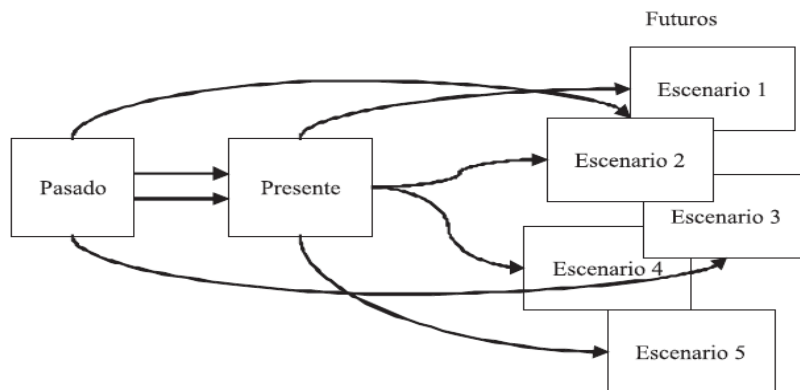 Futuros
Escenario 1
Escenario 2
Pasado
Presente
Escenario 3
Escenario 4
Escenario 5